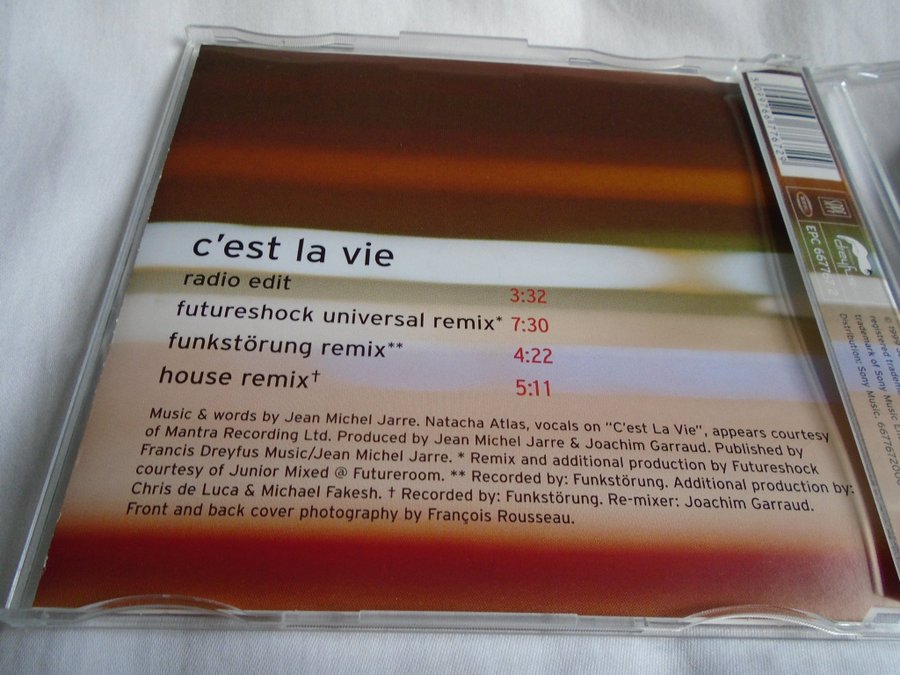 c'est la vie
radio edit 3:32
futureshock universal remix* 7:30
funkstörung remix** 4:22
house remix† 5:11
Music & words by Jean Michel Jarre. Natacha Atlas, vocals on "C'est La Vie", appears courtesy
of Mantra Recording Ltd. Produced by Jean Michel Jarre & Joachim Garraud. Published by
Francis Dreyfus Music/Jean Michel Jarre. * Remix and additional production by Futureshock
courtesy of Junior Mixed @ Futureroom. ** Recorded by: Funkstörung. Additional production by:
Chris de Luca & Michael Fakesh. † Recorded by: Funkstörung. Re-mixer: Joachim Garraud.
Front and back cover photography by François Rousseau.
EPC
registered
trademark of Sony Music.
Distribution: Sony Music.